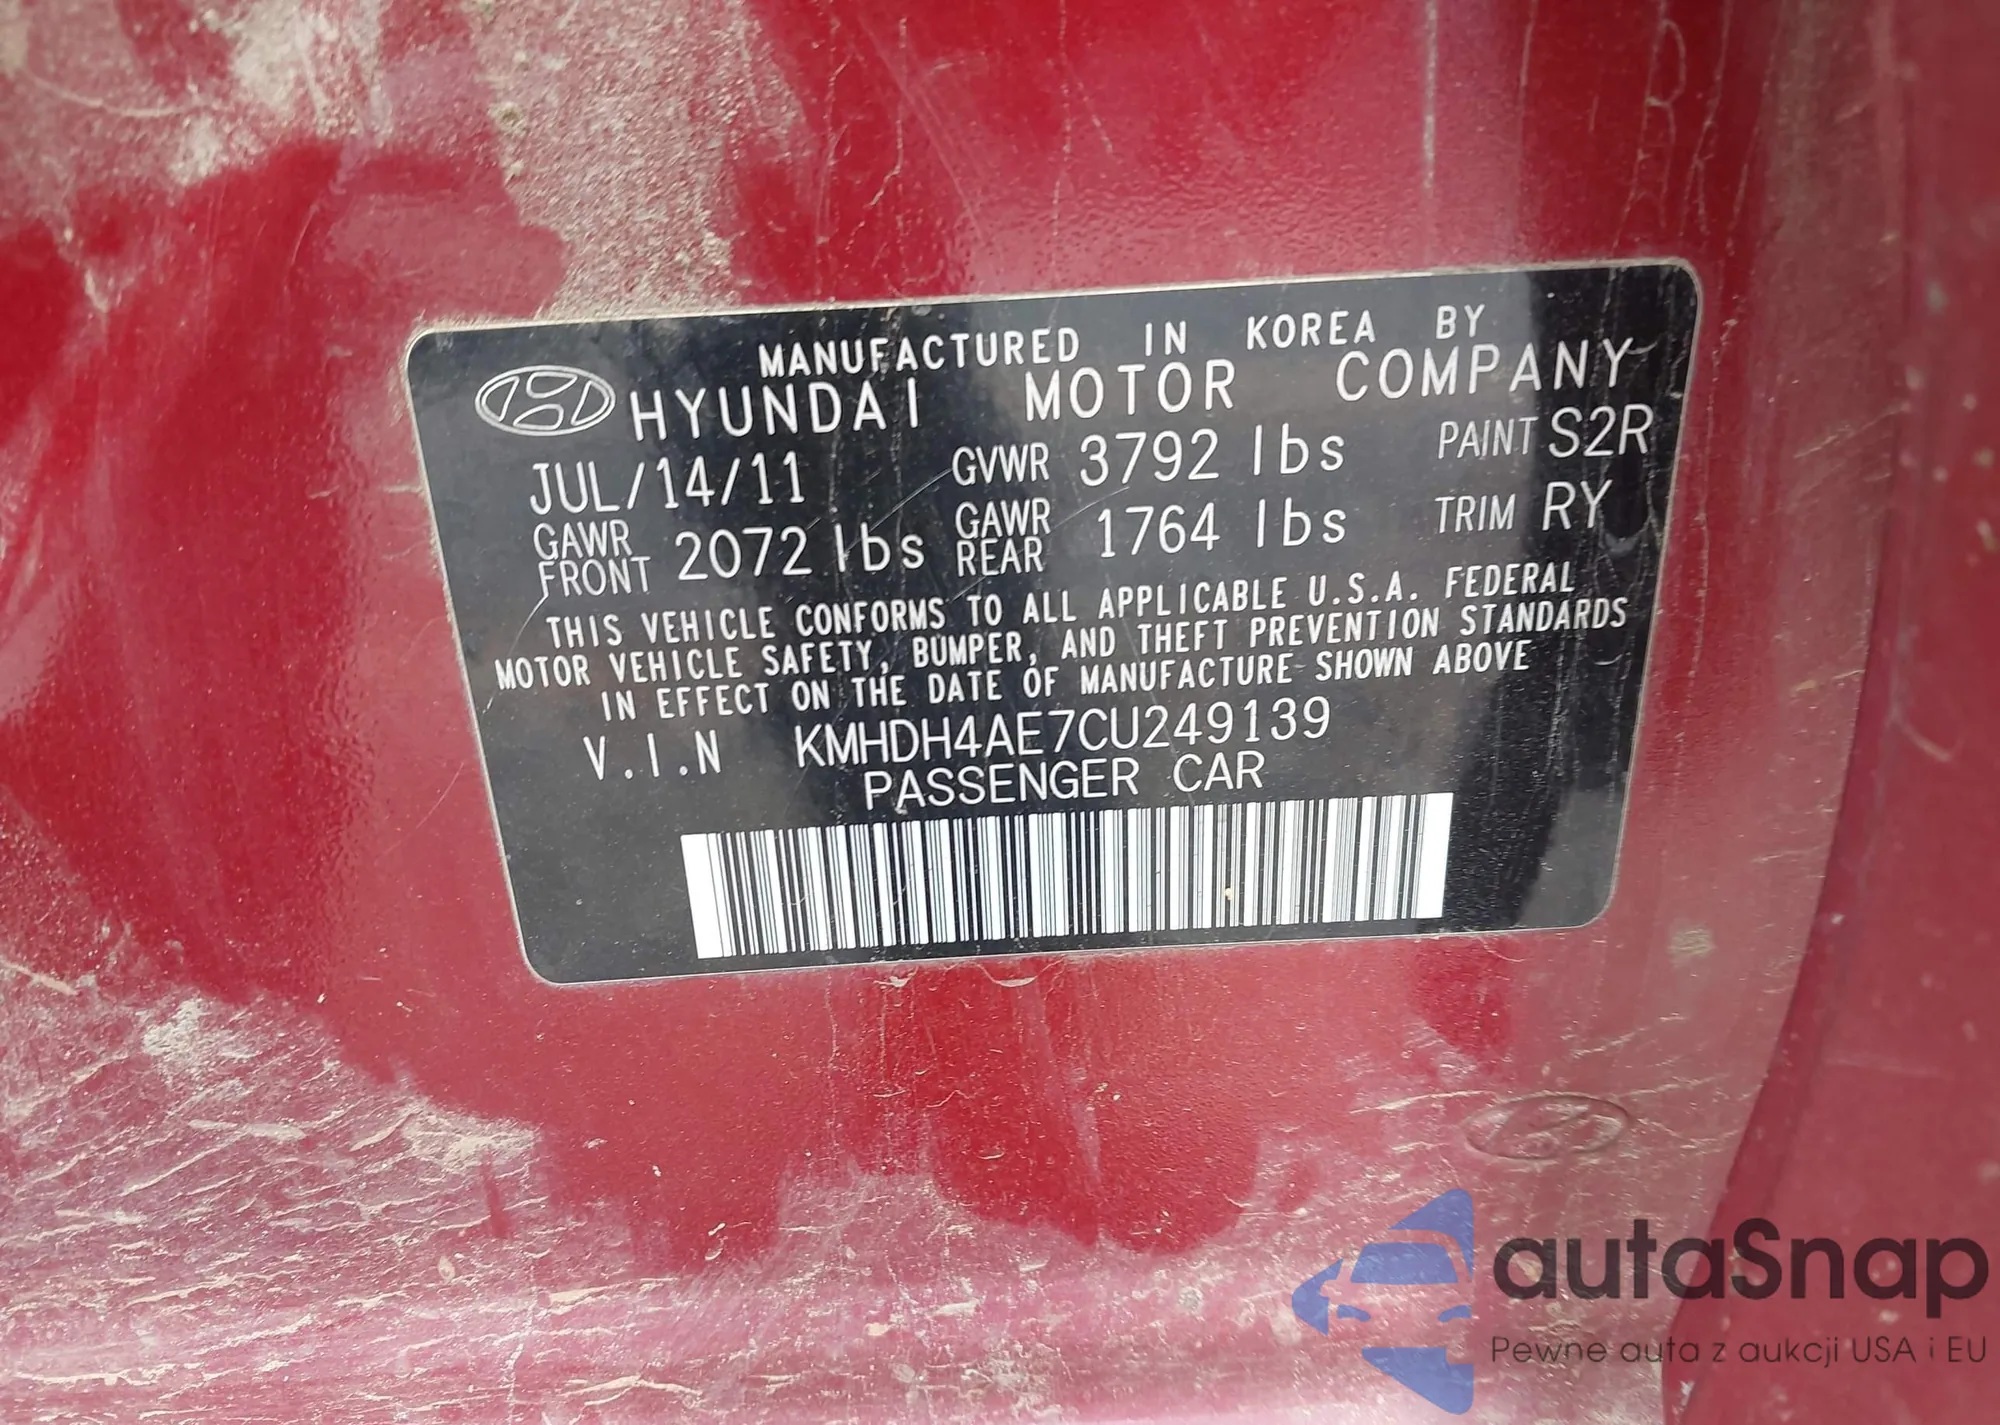 MANUFACTURED IN KOREA BY
HYUNDAI MOTOR COMPANY
JUL/14/11 GVWR 3792 lbs PAINT S2R
GAWR FRONT 2072 lbs GAWR REAR 1764 lbs TRIM RY
THIS VEHICLE CONFORMS TO ALL APPLICABLE U.S.A. FEDERAL
MOTOR VEHICLE SAFETY, BUMPER, AND THEFT PREVENTION STANDARDS
IN EFFECT ON THE DATE OF MANUFACTURE SHOWN ABOVE
V.I.N KMHDH4AE7CU249139
PASSENGER CAR
autaSnap
Pewne auta z aukcji USA i EU